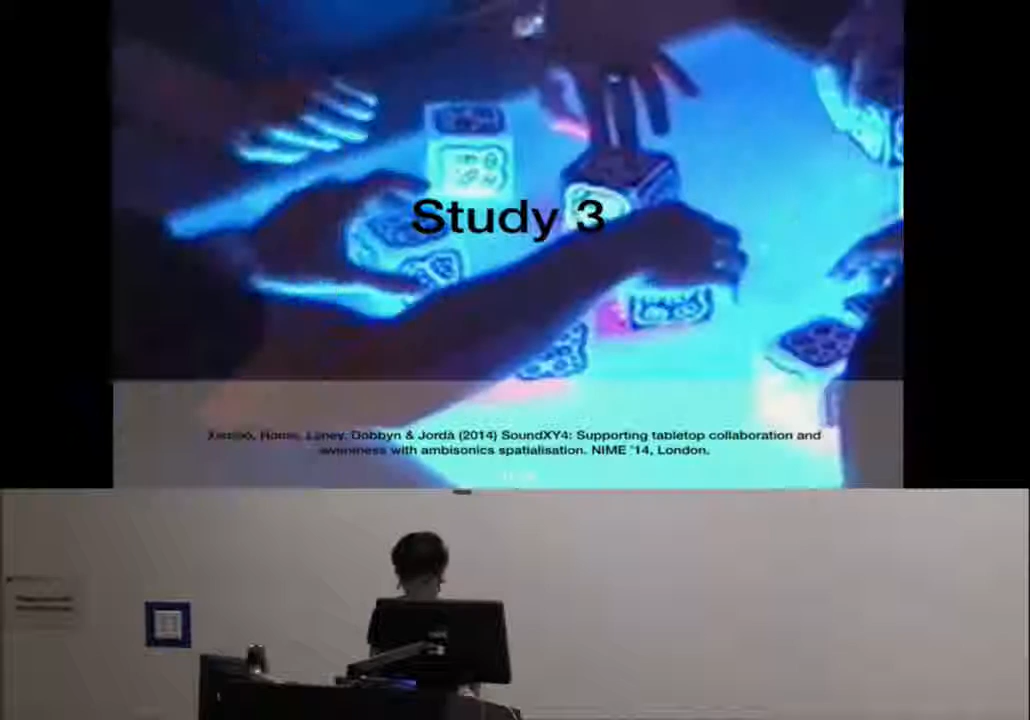 Study 3
Xambó, Roma, Laney, Dobbyn & Jordà (2014) SoundXY4: Supporting tabletop collaboration and
awareness with ambisonics spatialisation. NIME '14, London.